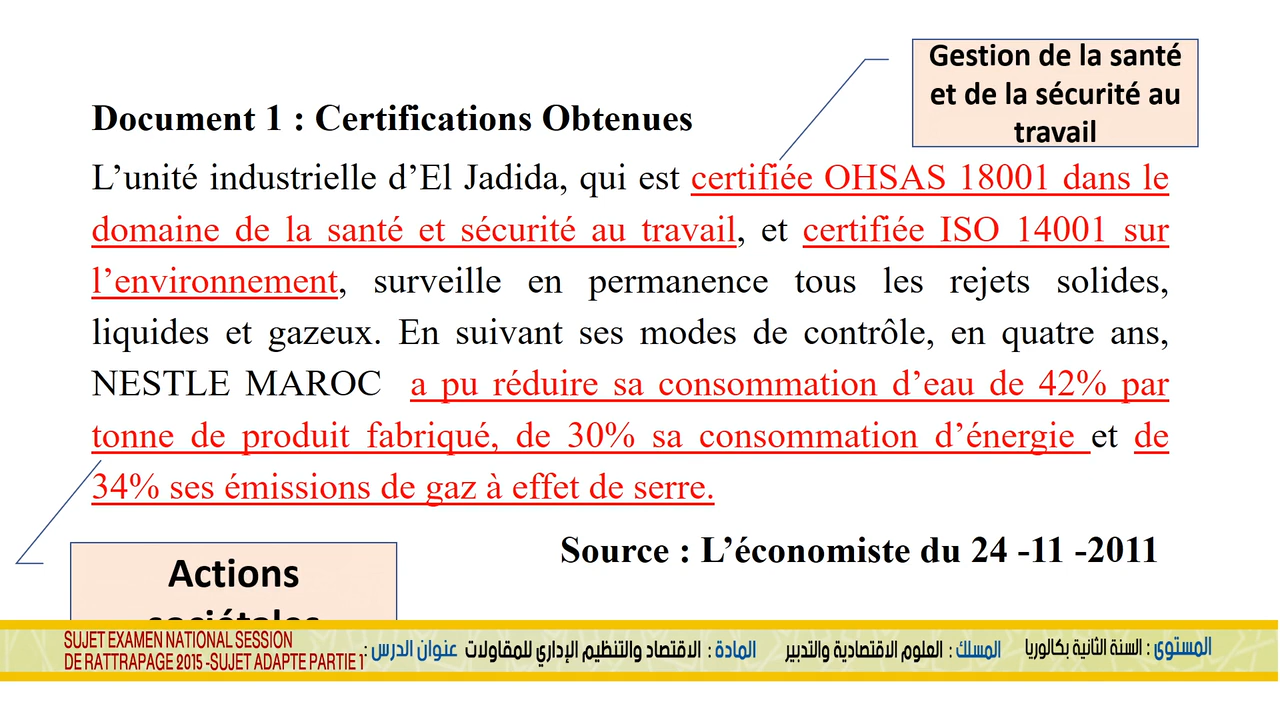 Gestion de la santé
et de la sécurité au
travail
Document 1 : Certifications Obtenues
L’unité industrielle d’El Jadida, qui est certifiée OHSAS 18001 dans le
domaine de la santé et sécurité au travail, et certifiée ISO 14001 sur
l’environnement, surveille en permanence tous les rejets solides,
liquides et gazeux. En suivant ses modes de contrôle, en quatre ans,
NESTLE MAROC a pu réduire sa consommation d’eau de 42% par
tonne de produit fabriqué, de 30% sa consommation d’énergie et de
34% ses émissions de gaz à effet de serre.
Source : L’économiste du 24 -11 -2011
Actions
sociétales
المستوى : السنة الثانية بكالوريا المسلك : العلوم الاقتصادية والتدبير المادة : الاقتصاد والتنظيم الإداري للمقاولات عنوان الدرس :
SUJET EXAMEN NATIONAL SESSION
DE RATTRAPAGE 2015 -SUJET ADAPTE PARTIE 1